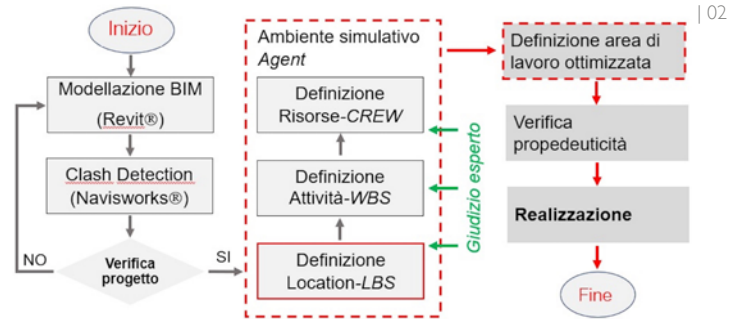 | 02
Inizio
Modellazione BIM
(Revit®)
Clash Detection
(Navisworks®)
Verifica
progetto
NO
SI
Ambiente simulativo
Agent
Definizione
Risorse-CREW
Definizione
Attività-WBS
Definizione
Location-LBS
Giudizio esperto
Definizione area di
lavoro ottimizzata
Verifica
propedeuticità
Realizzazione
Fine